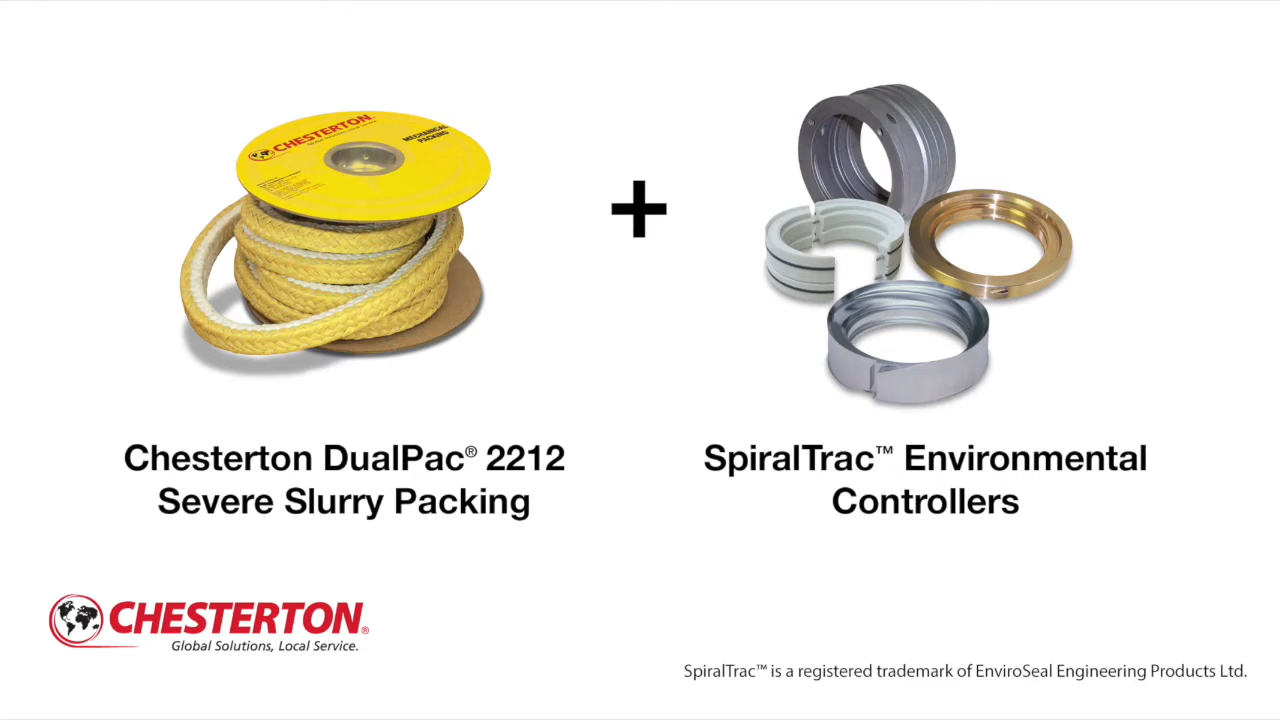 CHESTERTON
MECHANICAL
PACKING
+
Chesterton DualPac® 2212
Severe Slurry Packing
SpiralTrac™ Environmental
Controllers
CHESTERTON®
Global Solutions, Local Service.
SpiralTrac™ is a registered trademark of EnviroSeal Engineering Products Ltd.